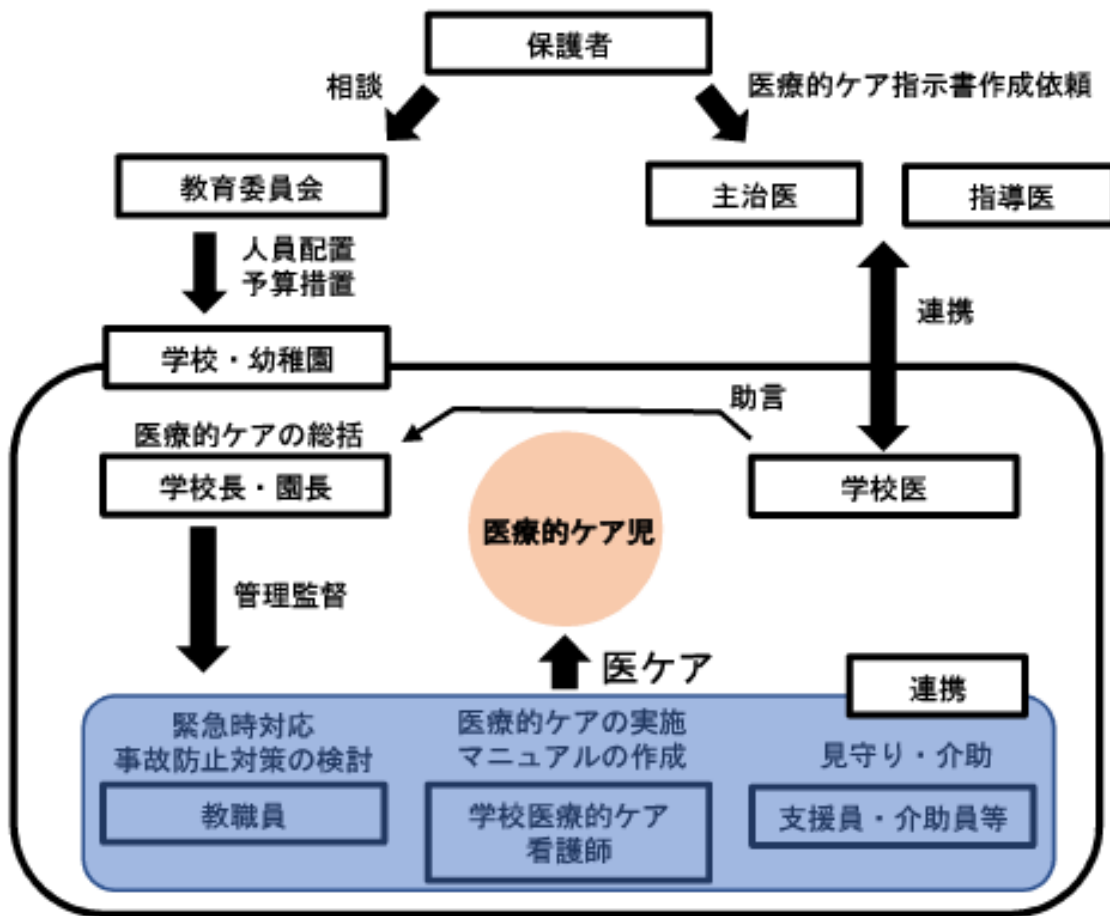 保護者
相談
医療的ケア指示書作成依頼
教育委員会
主治医
指導医
人員配置
予算措置
連携
学校・幼稚園
助言
医療的ケアの総括
学校長・園長
学校医
医療的ケア児
管理監督
医ケア
連携
緊急時対応
事故防止対策の検討
教職員
医療的ケアの実施
マニュアルの作成
学校医療的ケア
看護師
見守り・介助
支援員・介助員等